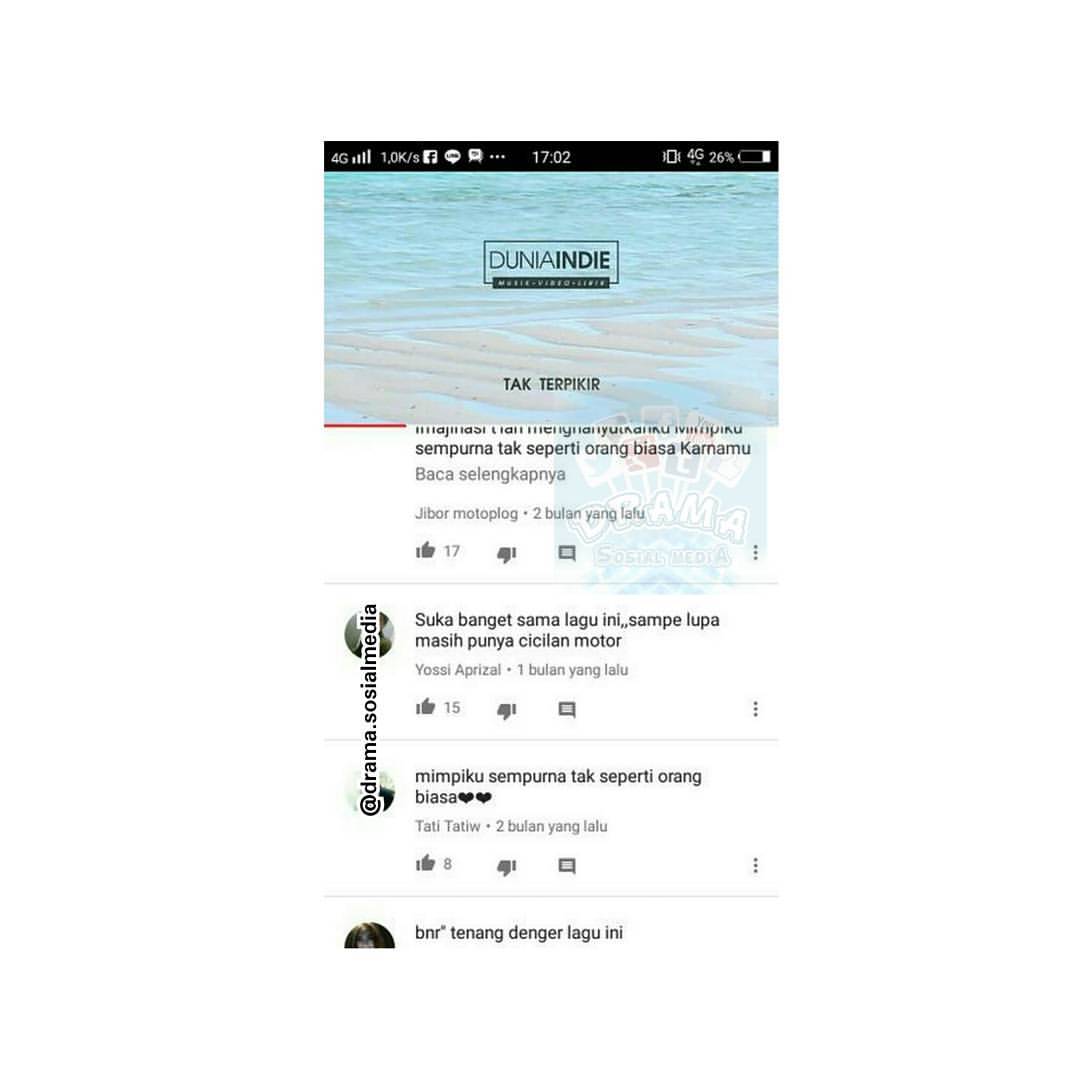 4G 1,0K/s 17:02 4G 26%
DUNIAINDIE
MUSIK•VIDEO•LIRIK
TAK TERPIKIR
menghanyutkanku Mimpiku
sempurna tak seperti orang biasa Karnamu
Baca selengkapnya
Jibor motoplog • 2 bulan yang lalu
17
DRAMA
SOSIAL MEDIA
@drama.sosialmedia
Suka banget sama lagu ini,,sampe lupa
masih punya cicilan motor
Yossi Aprizal • 1 bulan yang lalu
15
mimpiku sempurna tak seperti orang
biasa❤❤
Tati Tatiw • 2 bulan yang lalu
8
bnr" tenang denger lagu ini